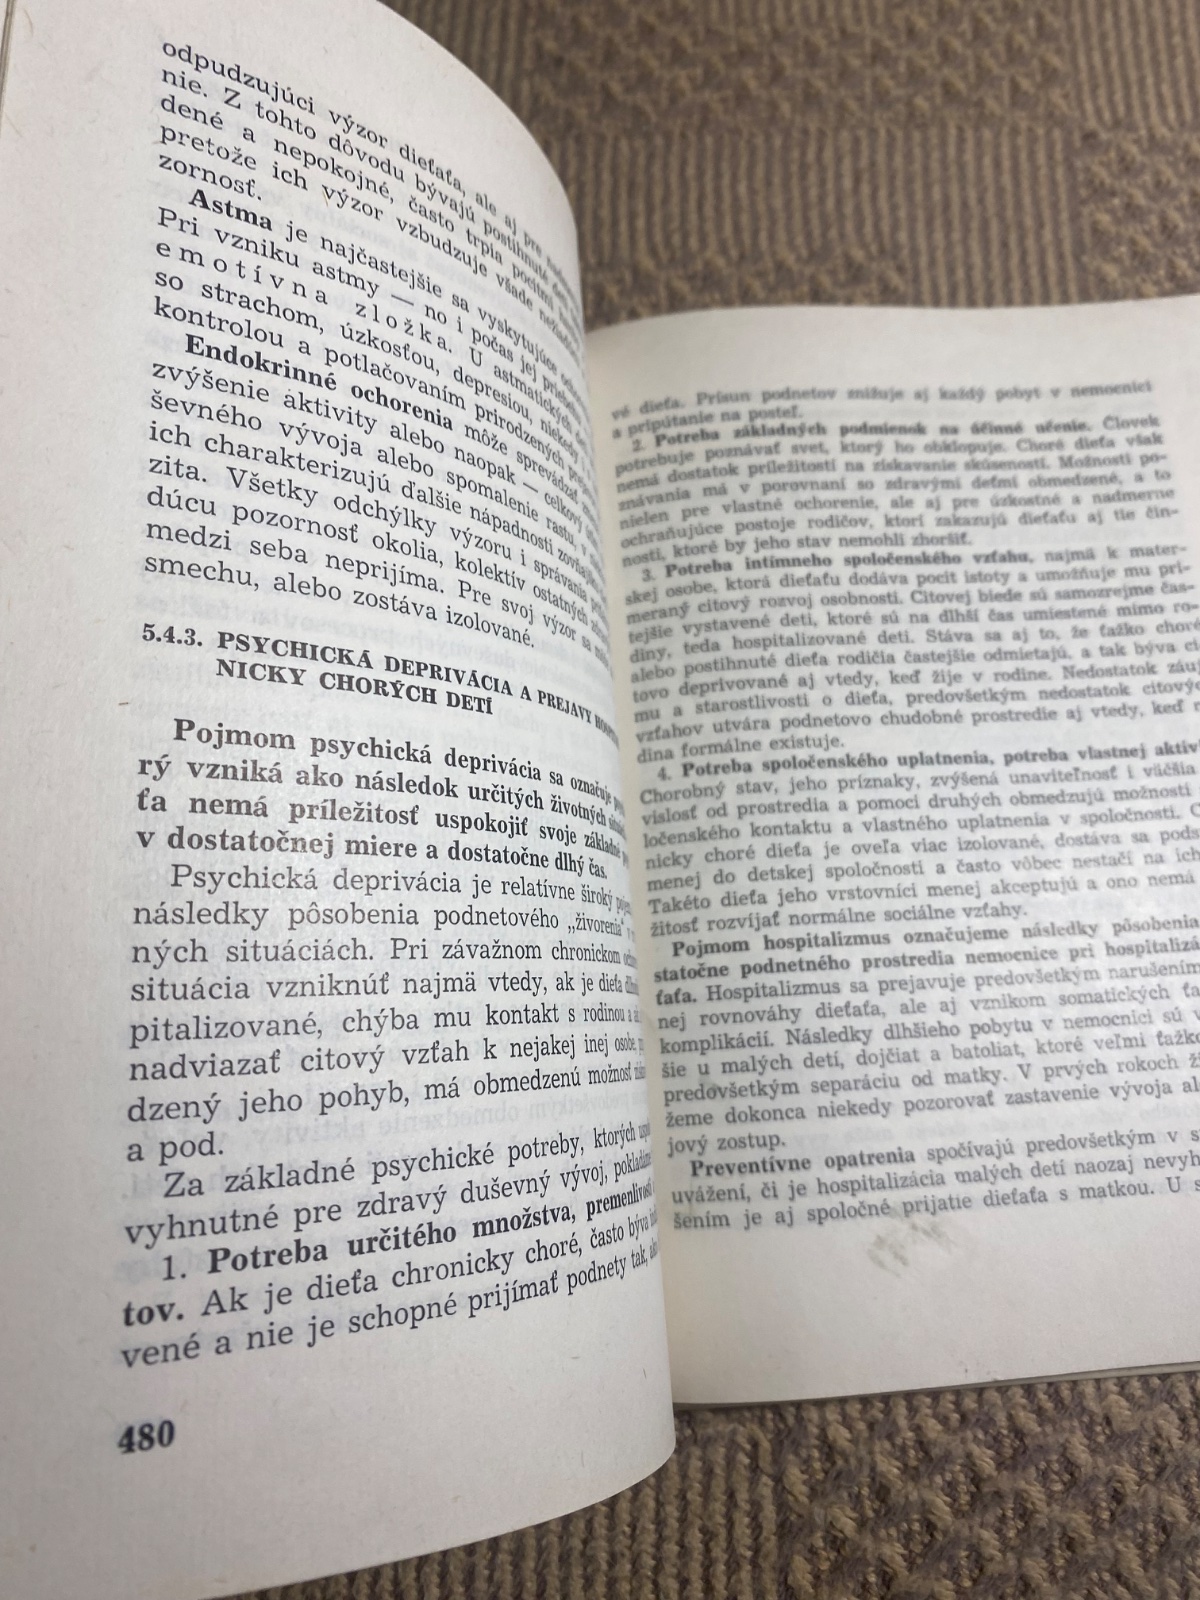 odpudzujúci výzor dieťaťa, ale aj pre
nie. Z tohto dôvodu bývajú postihnuté deti
dené a nepokojné, často trpia pocitmi
pretože ich výzor vzbudzuje všade
zornosť.
Astma je najčastejšie sa vyskytujúce
Pri vzniku astmy — no i počas jej
emotívna zložka. U astmatických
so strachom, úzkosťou, depresiou, niekedy i
kontrolou a potlačovaním prirodzených
Endokrinné ochorenia môže sprevádzať
zvýšenie aktivity alebo naopak — celkový
ševného vývoja alebo spomalenie rastu,
ich charakterizujú ďalšie nápadnosti
zita. Všetky odchýlky výzoru i správania
dúcu pozornosť okolia, kolektív ostatných
medzi seba neprijíma. Pre svoj výzor sa
smechu, alebo zostáva izolované.
5.4.3. PSYCHICKÁ DEPRIVÁCIA A PREJAVY
NICKY CHORÝCH DETÍ
Pojmom psychická deprivácia sa označuje
rý vzniká ako následok určitých životných
ťa nemá príležitosť uspokojiť svoje základné
v dostatočnej miere a dostatočne dlhý čas.
Psychická deprivácia je relatívne široký
následky pôsobenia podnetového „živorenia“ v
ných situáciách. Pri závažnom chronickom
situácia vzniknúť najmä vtedy, ak je dieťa
pitalizované, chýba mu kontakt s rodinou a
nadviazať citový vzťah k nejakej inej osobe,
dzený jeho pohyb, má obmedzenú možnosť
a pod.
Za základné psychické potreby, ktorých
vyhnutné pre zdravý duševný vývoj,
1. Potreba určitého množstva, premenlivosti
tov. Ak je dieťa chronicky choré, často býva
vené a nie je schopné prijímať podnety tak,
480
vé dieťa. Prísun podnetov znižuje aj každý pobyt v nemocnici
a pripútanie na posteľ.
2. Potreba základných podmienok na účinné učenie. Človek
potrebuje poznávať svet, ktorý ho obklopuje. Choré dieťa však
nemá dostatok príležitostí na získavanie skúseností. Možnosti po-
znávania má v porovnaní so zdravými deťmi obmedzené, a to
nielen pre vlastné ochorenie, ale aj pre úzkostné a nadmerne
ochraňujúce postoje rodičov, ktorí zakazujú dieťaťu aj tie čin-
nosti, ktoré by jeho stav nemohli zhoršiť.
3. Potreba intímneho spoločenského vzťahu, najmä k mater-
skej osobe, ktorá dieťaťu dodáva pocit istoty a umožňuje mu pri-
meraný citový rozvoj osobnosti. Citovej biede sú samozrejme čas-
tejšie vystavené deti, ktoré sú na dlhší čas umiestené mimo ro-
diny, teda hospitalizované deti. Stáva sa aj to, že ťažko choré
alebo postihnuté dieťa rodičia častejšie odmietajú, a tak býva ci
tovo deprivované aj vtedy, keď žije v rodine. Nedostatok záuj
mu a starostlivosti o dieťa, predovšetkým nedostatok citovýc
vzťahov utvára podnetovo chudobné prostredie aj vtedy, keď r
dina formálne existuje.
4. Potreba spoločenského uplatnenia, potreba vlastnej aktiv
Chorobný stav, jeho príznaky, zvýšená unaviteľnosť i väčšia
vislosť od prostredia a pomoci druhých obmedzujú možnosti
ločenského kontaktu a vlastného uplatnenia v spoločnosti. C
nicky choré dieťa je oveľa viac izolované, dostáva sa pods
menej do detskej spoločnosti a často vôbec nestačí na ich
Takéto dieťa jeho vrstovníci menej akceptujú a ono nemá
žitosť rozvíjať normálne sociálne vzťahy.
Pojmom hospitalizmus označujeme následky pôsobenia
statočne podnetného prostredia nemocnice pri hospitalizá
ťaťa. Hospitalizmus sa prejavuje predovšetkým narušením
nej rovnováhy dieťaťa, ale aj vznikom somatických ťa
komplikácií. Následky dlhšieho pobytu v nemocnici sú v
šie u malých detí, dojčiat a batoliat, ktoré veľmi ťažko
predovšetkým separáciu od matky. V prvých rokoch ži
žeme dokonca niekedy pozorovať zastavenie vývoja al
jový zostup.
Preventívne opatrenia spočívajú predovšetkým v s
uvážení, či je hospitalizácia malých detí naozaj nevyh
šením je aj spoločné prijatie dieťaťa s matkou. U s